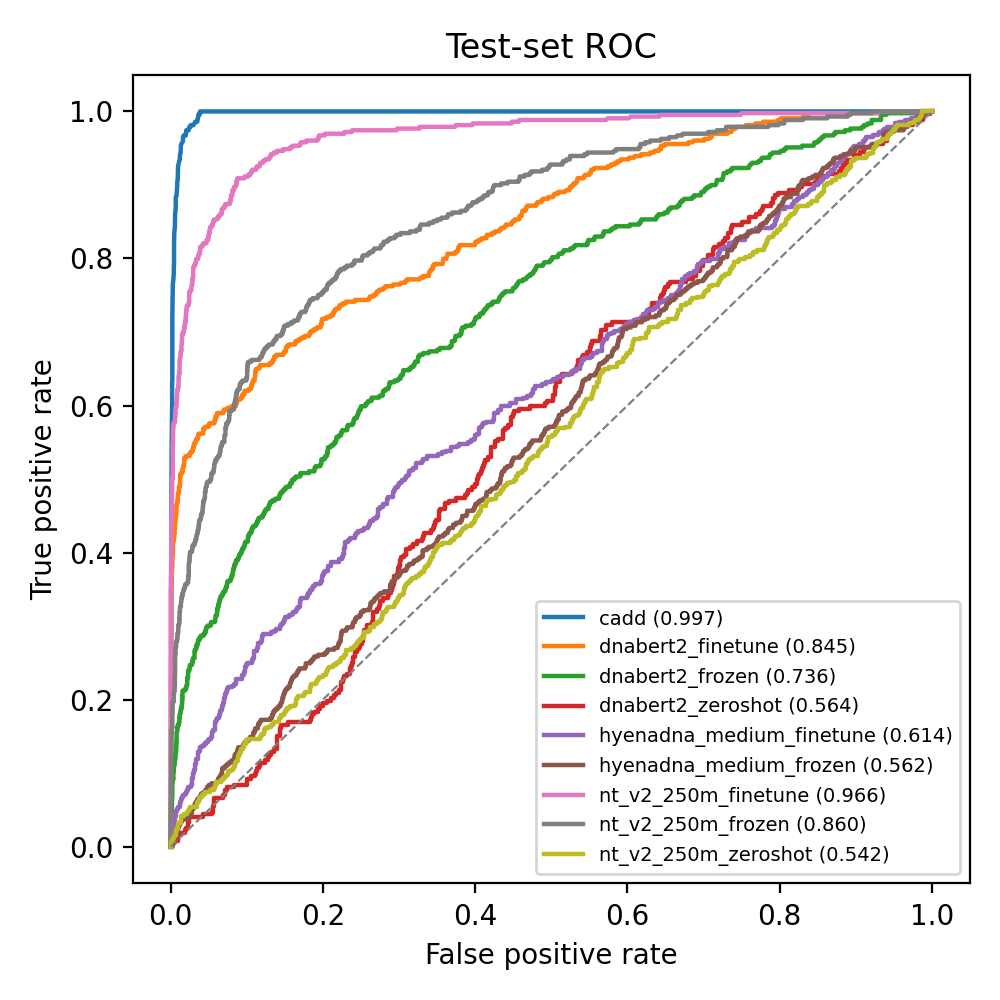 Test-set ROC
True positive rate
1.0
0.8
0.6
0.4
0.2
0.0
cadd (0.997)
dnabert2_finetune (0.845)
dnabert2_frozen (0.736)
dnabert2_zeroshot (0.564)
hyenadna_medium_finetune (0.614)
hyenadna_medium_frozen (0.562)
nt_v2_250m_finetune (0.966)
nt_v2_250m_frozen (0.860)
nt_v2_250m_zeroshot (0.542)
0.0 0.2 0.4 0.6 0.8 1.0
False positive rate